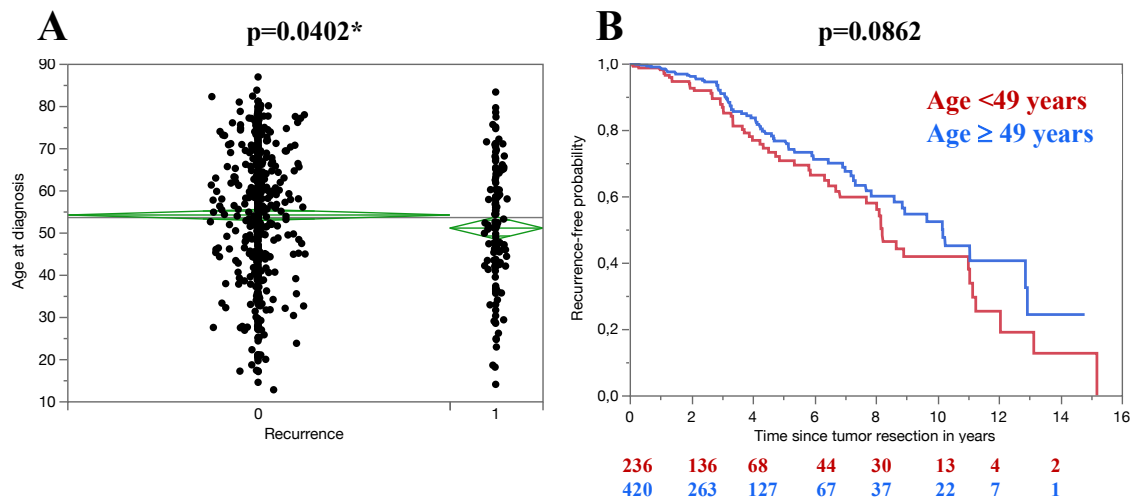 A
p=0.0402*
90
80
70
60
50
40
30
20
10
Age at diagnosis
0
1
Recurrence
B
p=0.0862
Age <49 years
Age ≥ 49 years
1,0
0,8
0,6
0,4
0,2
0,0
Recurrence-free probability
0 2 4 6 8 10 12 14 16
Time since tumor resection in years
236 136 68 44 30 13 4 2
420 263 127 67 37 22 7 1